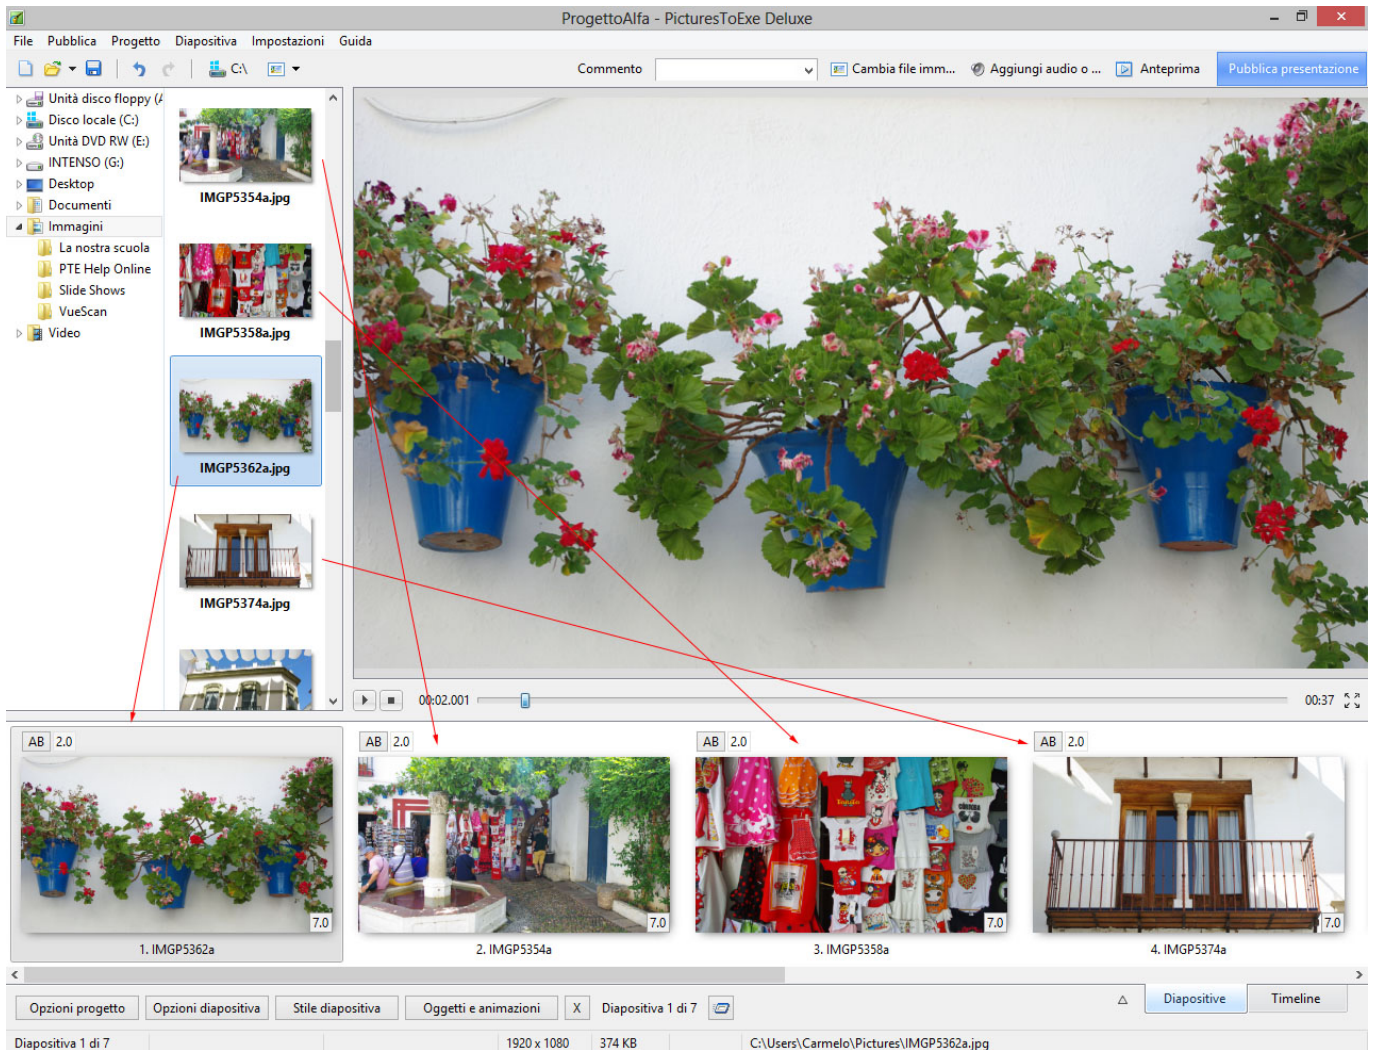 ProgettoAlfa - PicturesToExe Deluxe
File Pubblica Progetto Diapositiva Impostazioni Guida
C:\ Commento Cambia file imm... Aggiungi audio o ... Anteprima Pubblica presentazione
Unità disco floppy (A
Disco locale (C:)
Unità DVD RW (E:)
INTENSO (G:)
Desktop
Documenti
Immagini
La nostra scuola
PTE Help Online
Slide Shows
VueScan
Video
IMGP5354a.jpg
IMGP5358a.jpg
IMGP5362a.jpg
IMGP5374a.jpg
00:02.001 00:37
AB 2.0 AB 2.0 AB 2.0 AB 2.0
7.0 7.0 7.0 7.0
1. IMGP5362a 2. IMGP5354a 3. IMGP5358a 4. IMGP5374a
Opzioni progetto Opzioni diapositiva Stile diapositiva Oggetti e animazioni X Diapositiva 1 di 7 Diapositive Timeline
Diapositiva 1 di 7 1920 x 1080 374 KB C:\Users\Carmelo\Pictures\IMGP5362a.jpg